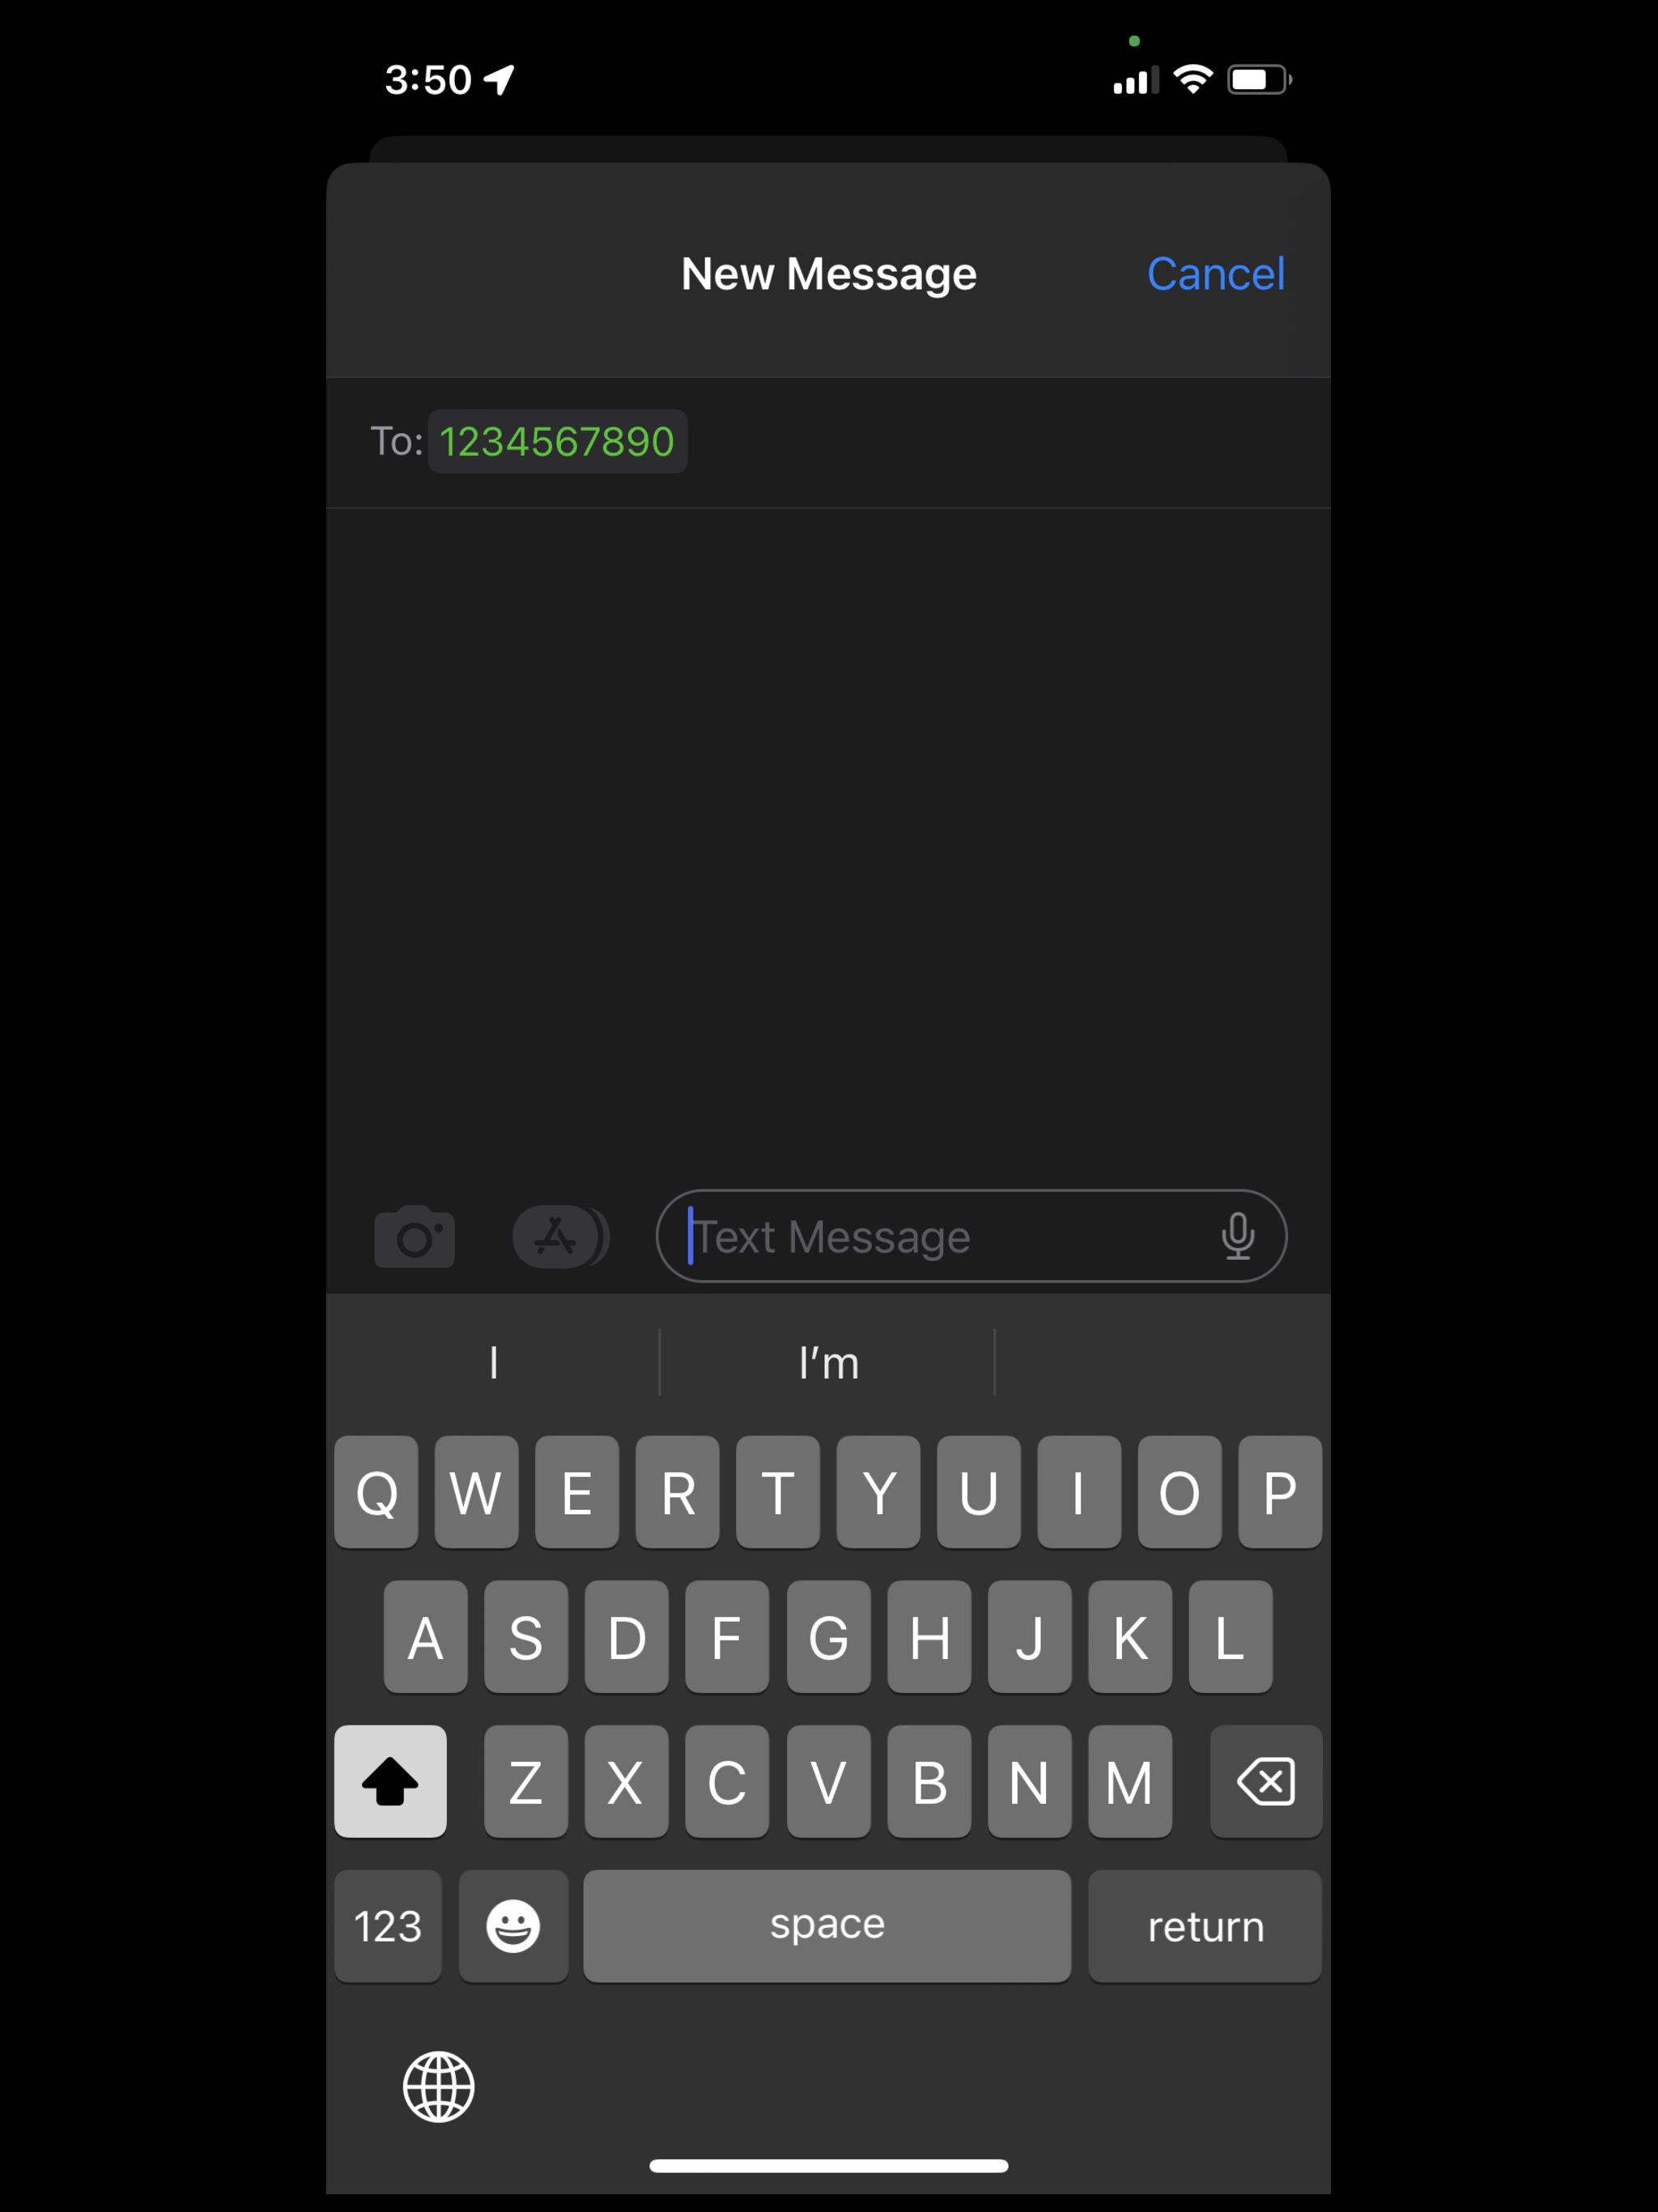 3:50
New Message Cancel
To: 1234567890
Text Message
I I’m
Q W E R T Y U I O P
A S D F G H J K L
Z X C V B N M
123 space return